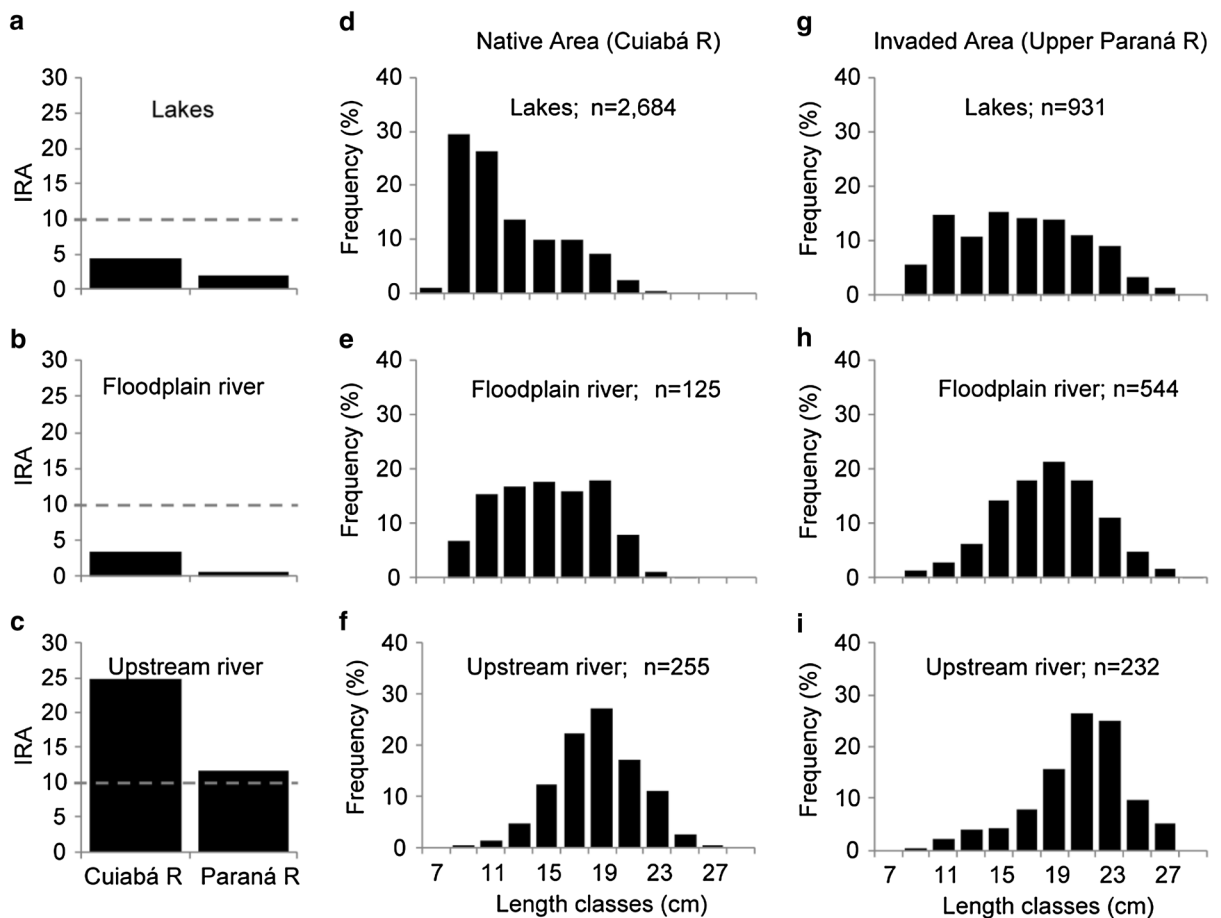 a
30
25
20
15
10
5
0
IRA
Lakes
b
30
25
20
15
10
5
0
IRA
Floodplain river
c
30
25
20
15
10
5
0
IRA
Upstream river
Cuiabá R Paraná R
d
Native Area (Cuiabá R)
40
30
20
10
0
Frequency (%)
Lakes; n=2,684
e
40
30
20
10
0
Frequency (%)
Floodplain river; n=125
f
40
30
20
10
0
Frequency (%)
Upstream river; n=255
7 11 15 19 23 27
Length classes (cm)
g
Invaded Area (Upper Paraná R)
40
30
20
10
0
Frequency (%)
Lakes; n=931
h
40
30
20
10
0
Frequency (%)
Floodplain river; n=544
i
40
30
20
10
0
Frequency (%)
Upstream river; n=232
7 11 15 19 23 27
Length classes (cm)